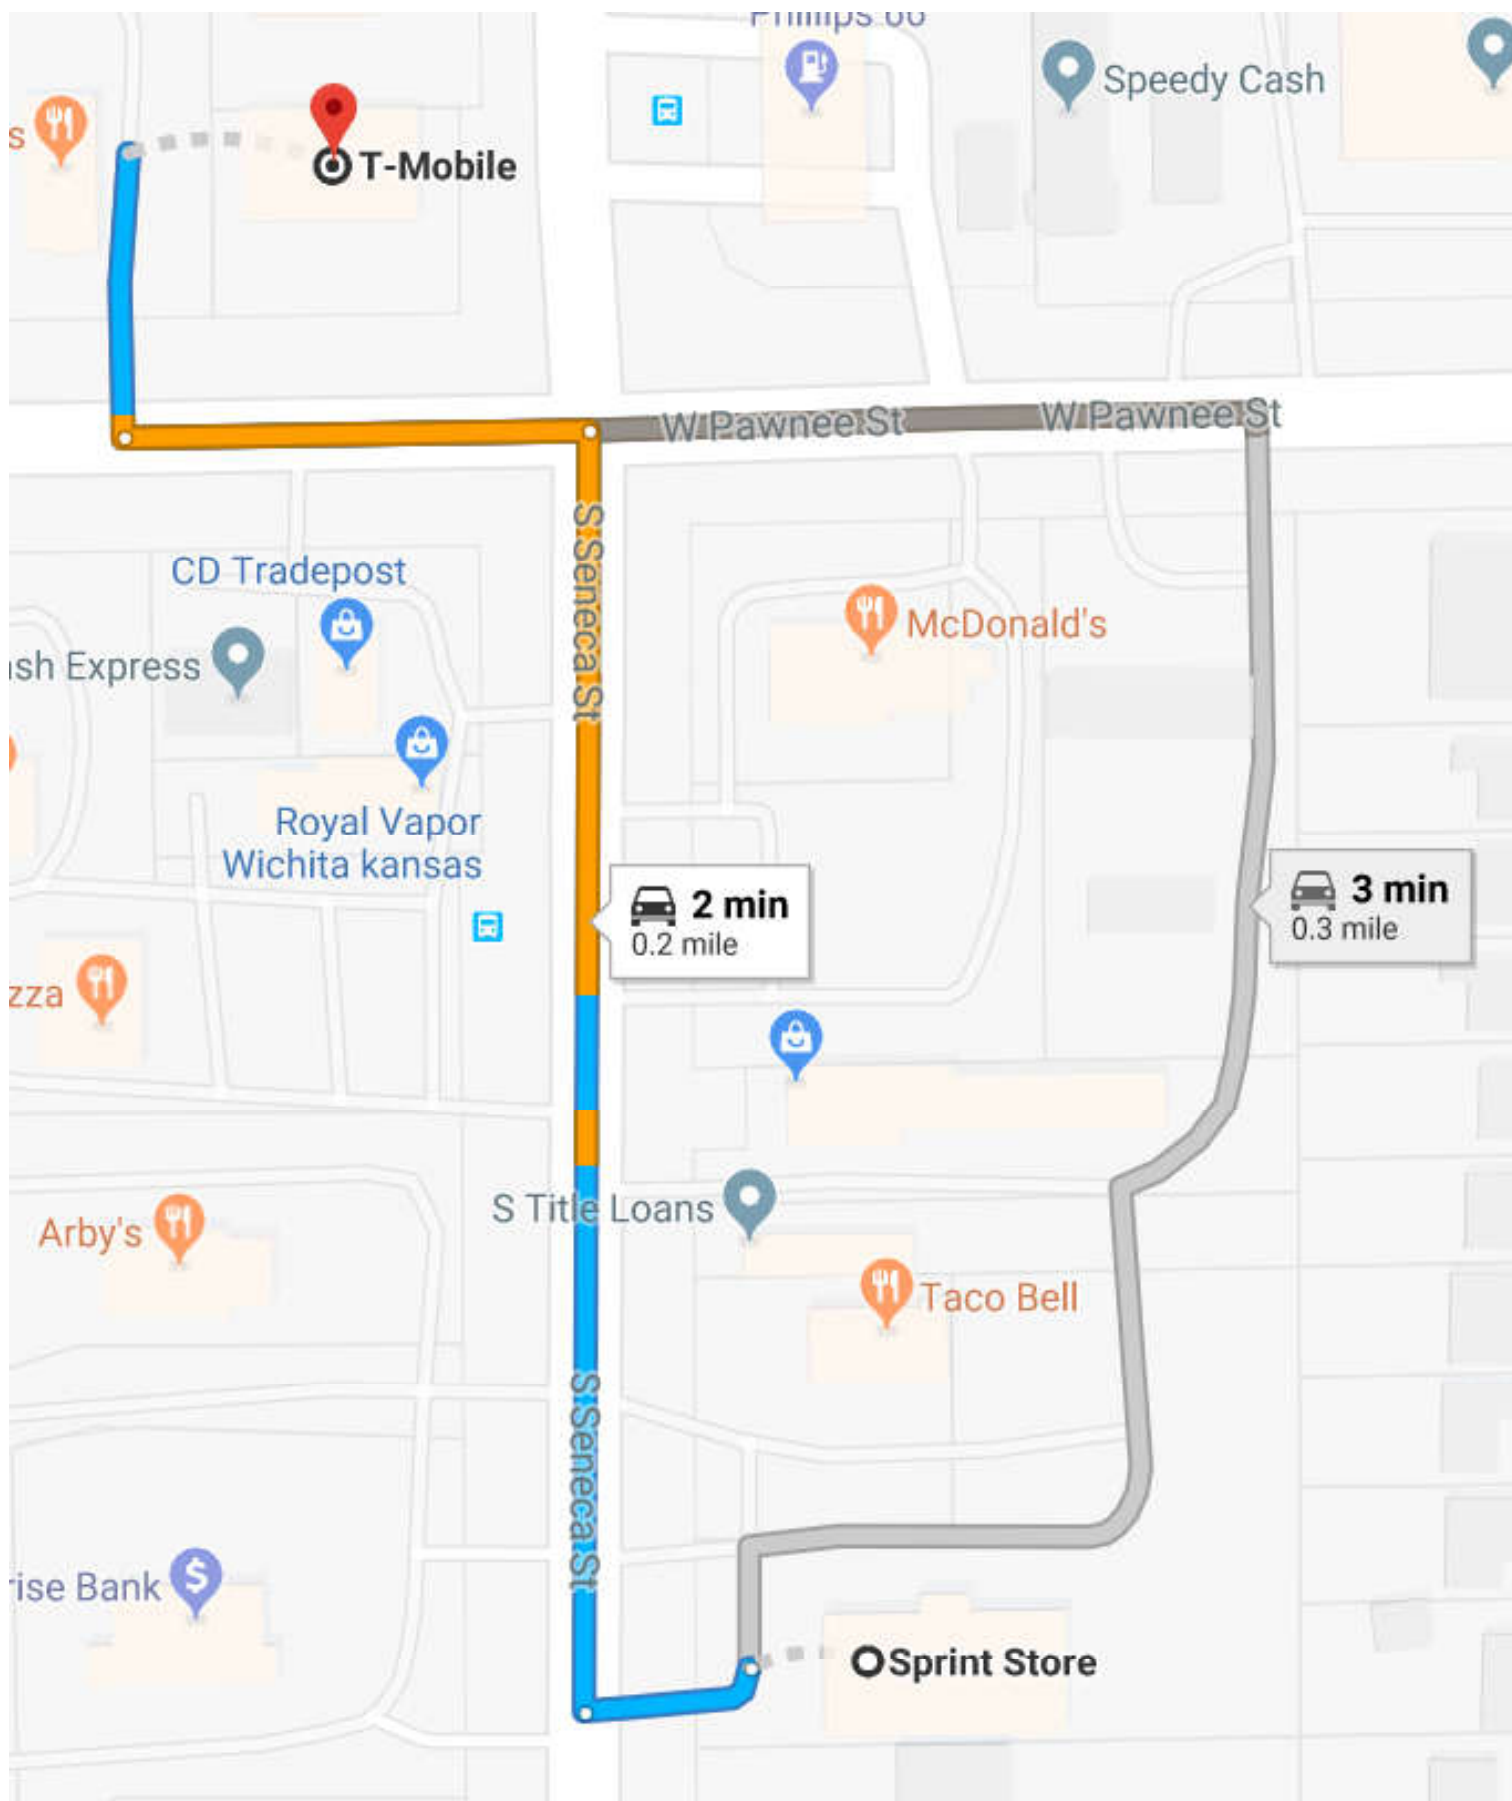 Phillips 66
Speedy Cash
s
T-Mobile
W Pawnee St
W Pawnee St
S Seneca St
CD Tradepost
McDonald's
ash Express
Royal Vapor
Wichita kansas
2 min
0.2 mile
3 min
0.3 mile
zza
S Title Loans
Arby's
Taco Bell
S Seneca St
rise Bank
Sprint Store